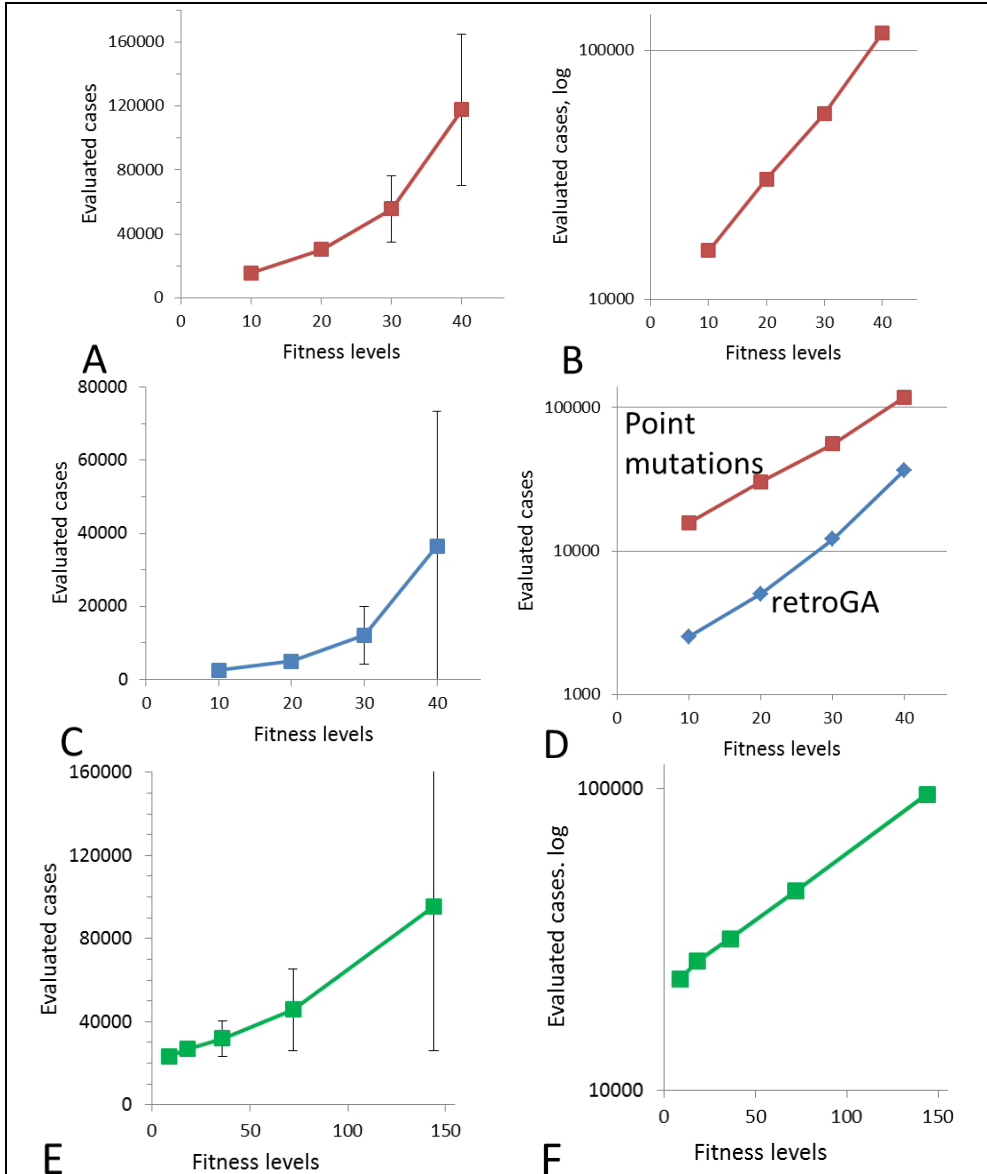 160000
120000
80000
40000
0
Evaluated cases
0 10 20 30 40
Fitness levels
A
100000
10000
Evaluated cases, log
0 10 20 30 40
Fitness levels
B
80000
60000
40000
20000
0
Evaluated cases
0 10 20 30 40
Fitness levels
C
100000
10000
1000
Evaluated cases
Point
mutations
retroGA
0 10 20 30 40
Fitness levels
D
160000
120000
80000
40000
0
Evaluated cases
0 50 100 150
Fitness levels
E
100000
10000
Evaluated cases. log
0 50 100 150
Fitness levels
F